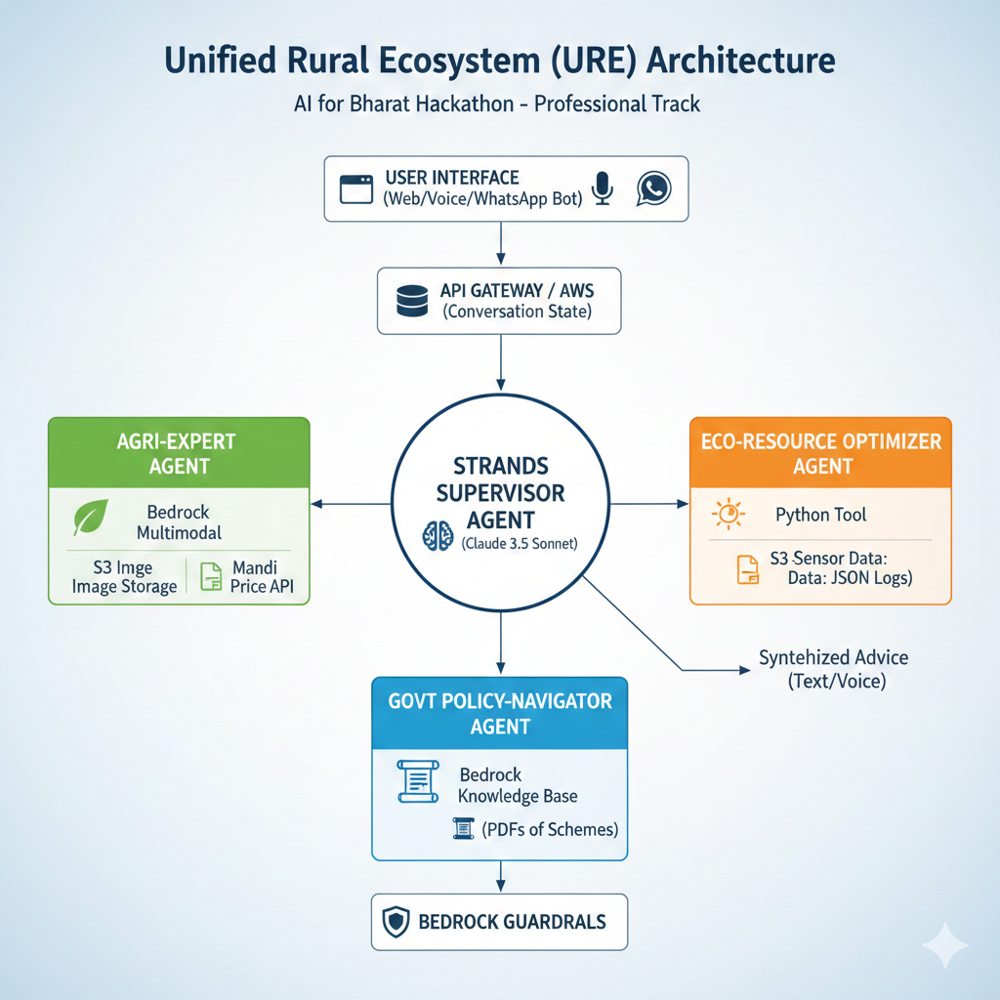 Unified Rural Ecosystem (URE) Architecture
AI for Bharat Hackathon - Professional Track
USER INTERFACE
(Web/Voice/WhatsApp Bot)
API GATEWAY / AWS
(Conversation State)
STRANDS
SUPERVISOR
AGENT
(Claude 3.5 Sonnet)
AGRI-EXPERT
AGENT
Bedrock
Multimodal
S3 Imge
Image Storage
Mandi
Price API
ECO-RESOURCE OPTIMIZER
AGENT
Python Tool
S3 Sensor Data:
Data: JSON Logs)
Syntehized Advice
(Text/Voice)
GOVT POLICY-NAVIGATOR
AGENT
Bedrock
Knowledge Base
(PDFs of Schemes)
BEDROCK GUARDRALS